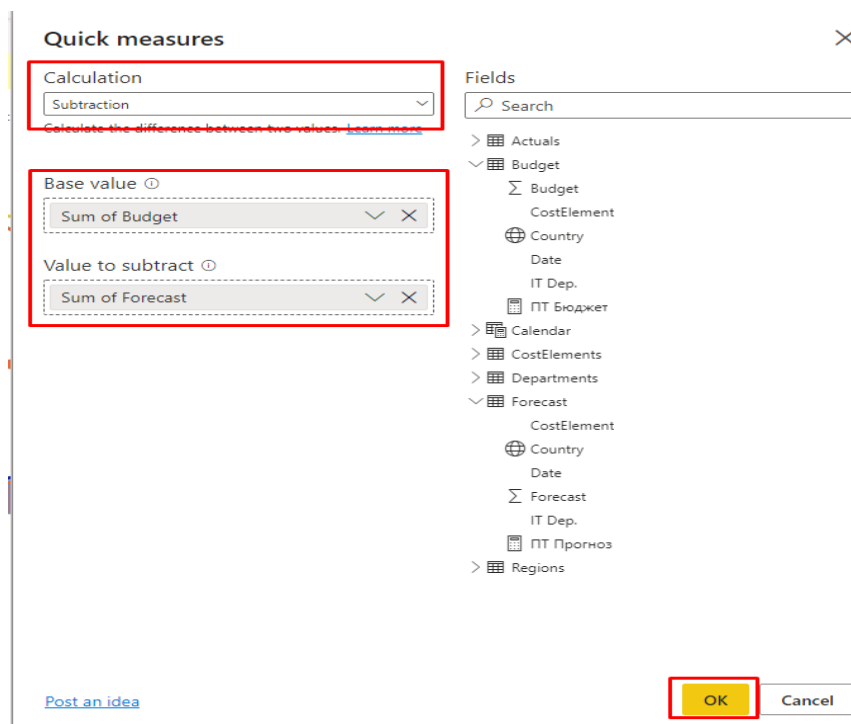 Quick measures
Calculation
Subtraction
Calculate the difference between two values. Learn more
Base value
Sum of Budget
Value to subtract
Sum of Forecast
Fields
Search
Actuals
Budget
Budget
CostElement
Country
Date
IT Dep.
ПТ Бюджет
Calendar
CostElements
Departments
Forecast
CostElement
Country
Date
Forecast
IT Dep.
ПТ Прогноз
Regions
Post an idea
OK
Cancel